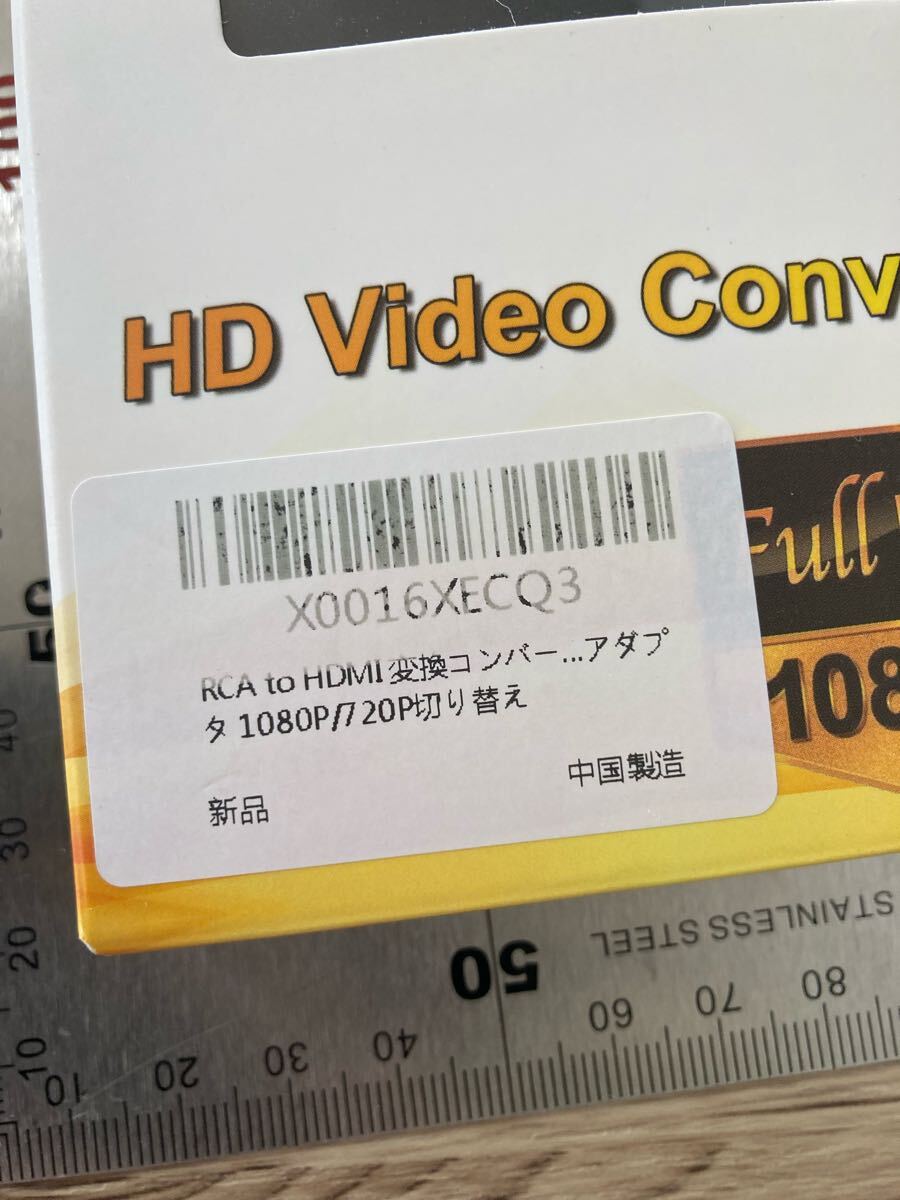 HD Video Conv
Full
1080
X0016XECQ3
RCA to HDMI 変換コンバー...アダプ
タ 1080P/720P切り替え
中国製造
新品
STAINLESS STEEL
100
50
40
30
20
10
50
10 20 30 40 60 70 80